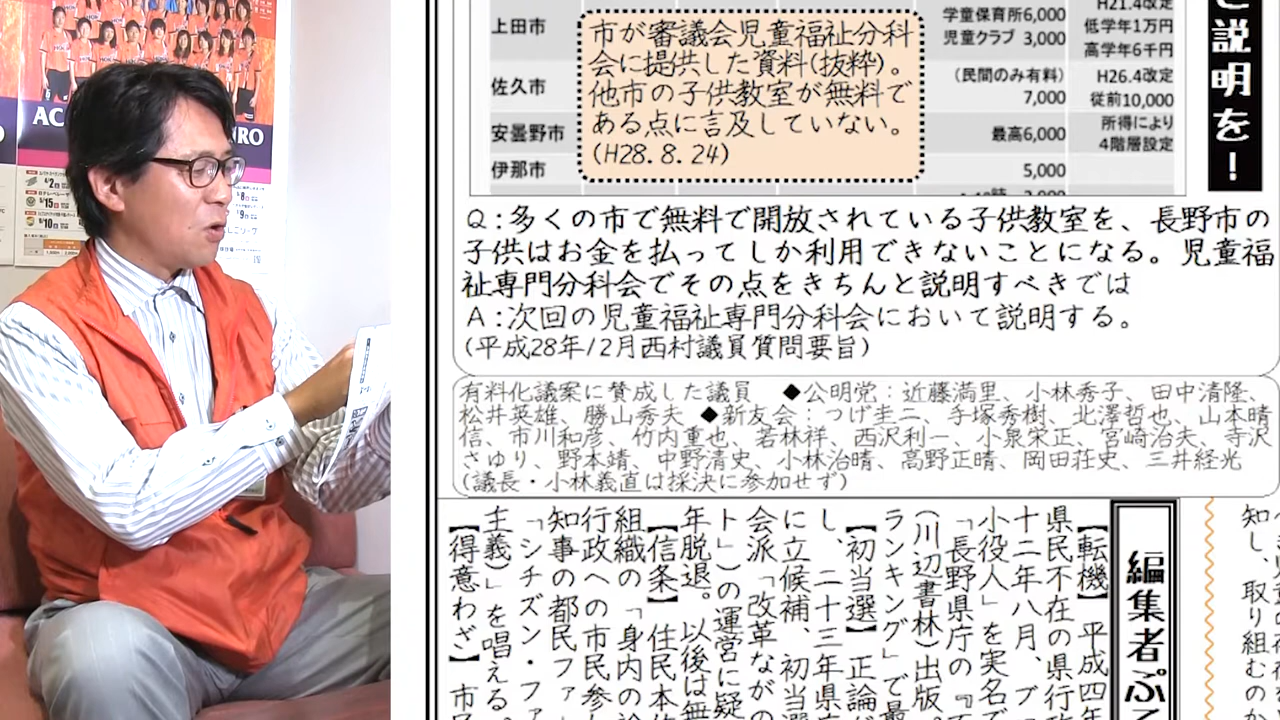 AC
NRO
4/2
5/15
9/10
と説明を！
上田市
学童保育所6,000
児童クラブ 3,000
H21.4改定
低学年1万円
高学年6千円
佐久市
（民間のみ有料）
7,000
H26.4改定
従前10,000
安曇野市
最高6,000
所得により
4階層設定
伊那市
5,000
市が審議会児童福祉分科
会に提供した資料(抜粋)。
他市の子供教室が無料で
ある点に言及していない。
(H28.8.24)
Q:多くの市で無料で開放されている子供教室を、長野市の
子供はお金を払ってしか利用できないことになる。児童福
祉専門分科会でその点をきちんと説明すべきでは
A:次回の児童福祉専門分科会において説明する。
(平成28年12月西村議員質問要旨)
有料化議案に賛成した議員　◆公明党：近藤満里、小林秀子、田中清隆、
松井英雄、勝山秀夫 ◆新友会：つげ圭二、手塚秀樹、北澤哲也、山本晴
信、市川和彦、竹内重也、若林祥、西沢利一、小泉栄正、宮崎治夫、寺沢
さゆり、野本靖、中野清史、小林治晴、高野正晴、岡田荘史、三井経光
(議長・小林義直は採決に参加せず)
知し、取り組むのか
編集者ぷろ
【転機】平成四年
県民不在の県行政
十二年八月、ブ
小役人」を実名で
「長野県庁の『不
（川辺書林）出版。
ランキング」で最
【初当選】正論が
し、二十三年県
に立候補、初当選
会派「改革ながの
ト」）の運営に疑
年脱退。以後は無
【信条】住民本位
組織の「身内の論
行政への市民参
知事の都民ファ
「シチズン・ファ
主義）」を唱える。
【得意わざ】市